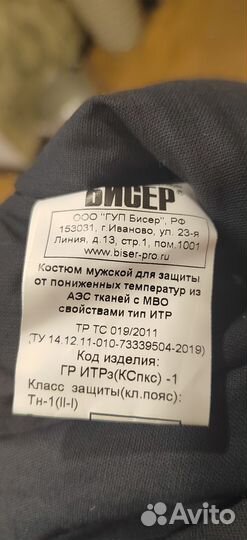 БИСЕР®
ООО "ГУП Бисер", РФ
153031, г.Иваново, ул. 23-я
Линия, д.13, стр.1, пом.1001
www.biser-pro.ru
Костюм мужской для защиты
от пониженных температур из
АЭС тканей с МВО
свойствами тип ИТР
ТР ТС 019/2011
(ТУ 14.12.11-010-73339504-2019)
Код изделия:
ГР ИТРз(КСпкс) -1
Класс защиты(кл.пояс):
Тн-1(II-I)
Avito